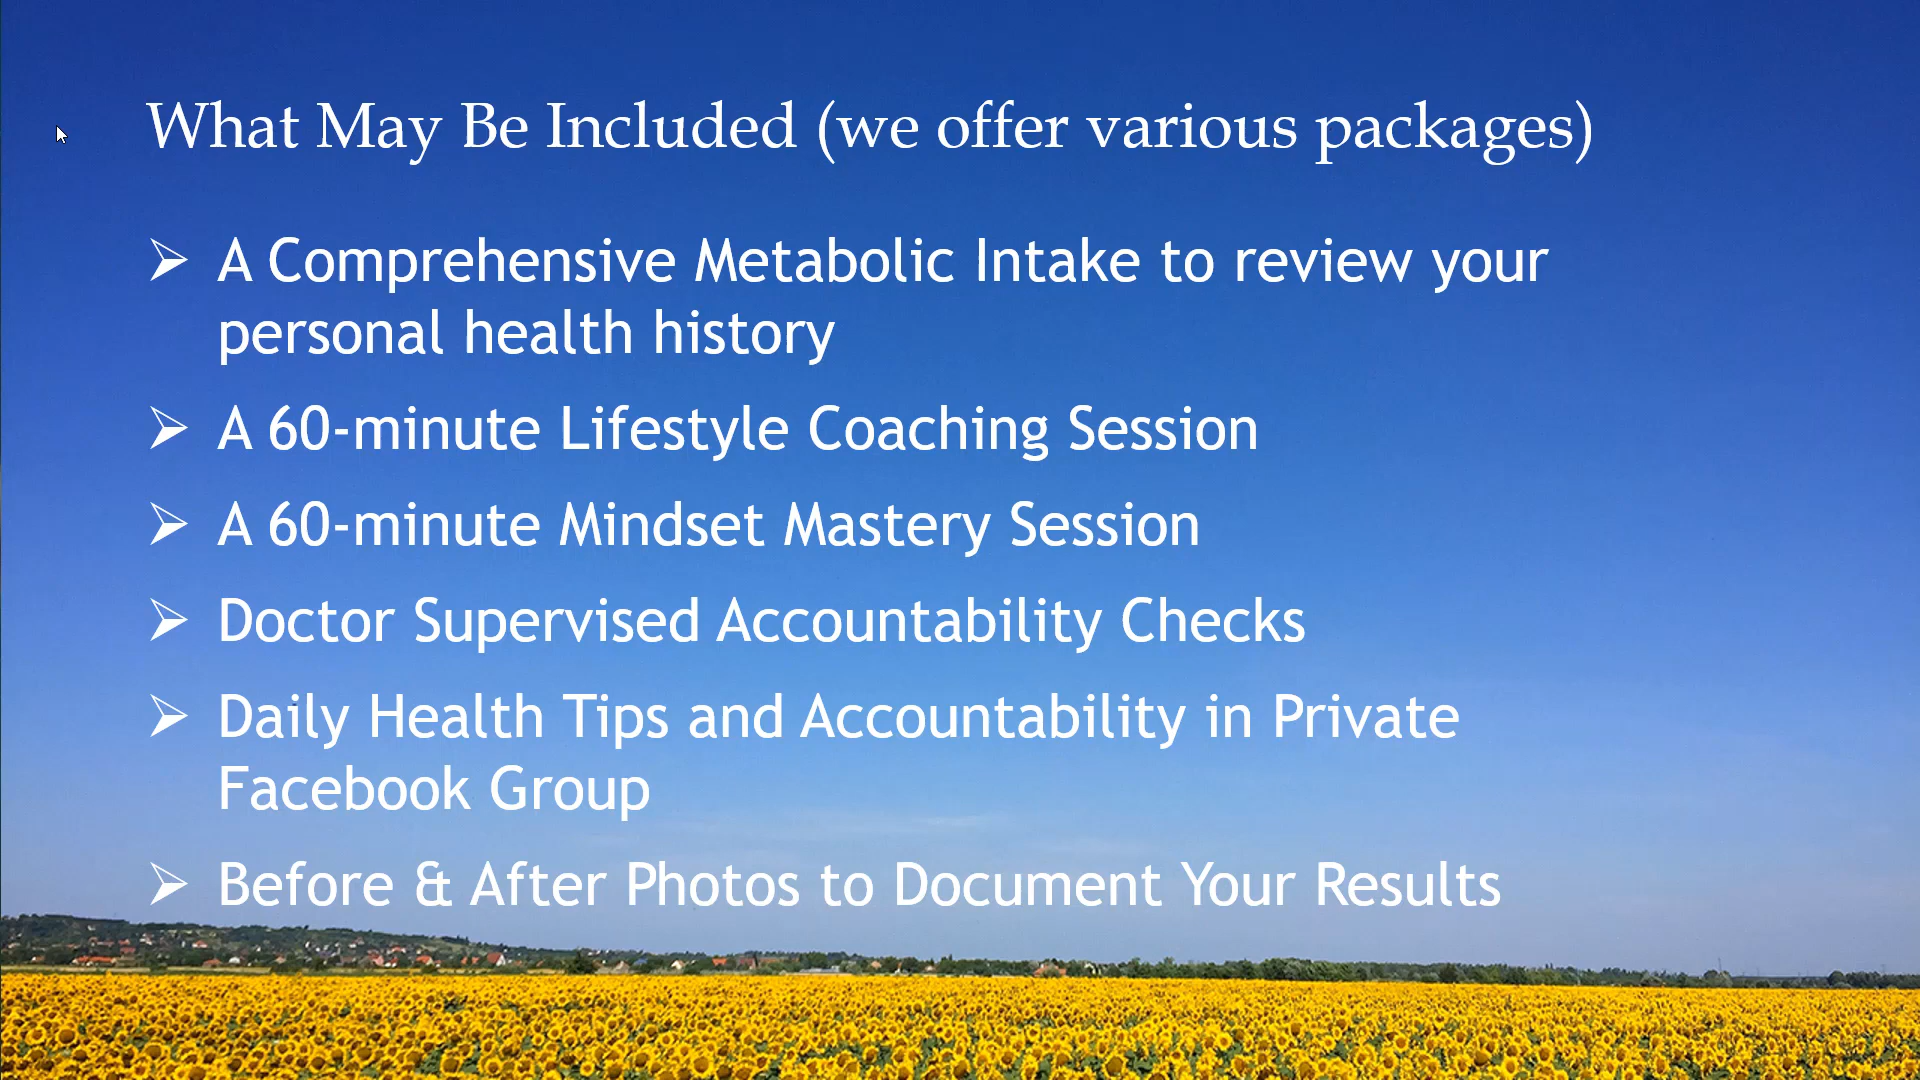 What May Be Included (we offer various packages)
A Comprehensive Metabolic Intake to review your
personal health history
A 60-minute Lifestyle Coaching Session
A 60-minute Mindset Mastery Session
Doctor Supervised Accountability Checks
Daily Health Tips and Accountability in Private
Facebook Group
Before & After Photos to Document Your Results